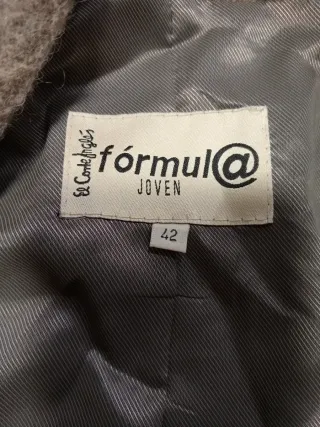 El Corte Inglés
fórmul@
JOVEN
42